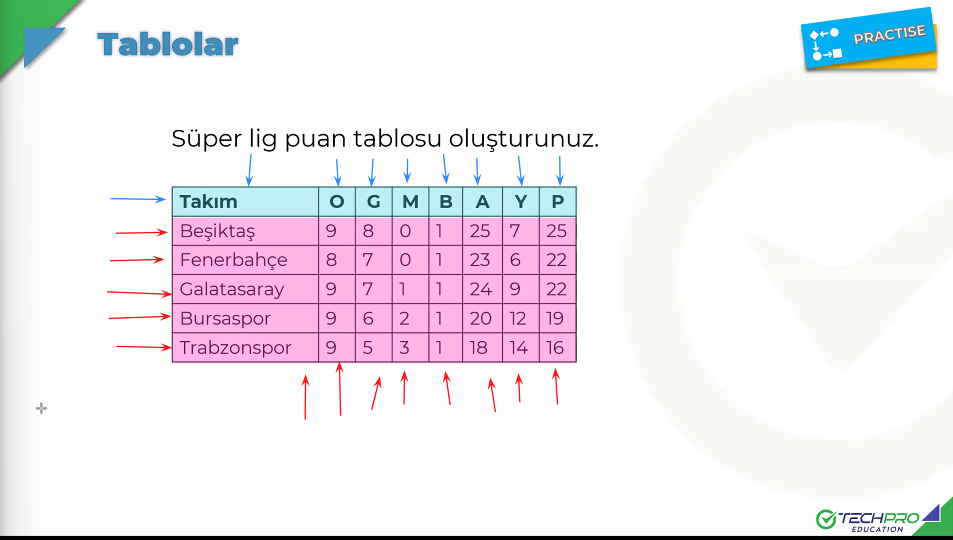 Tablolar
PRACTISE
Süper lig puan tablosu oluşturunuz.
Takım O G M B A Y P
Beşiktaş 9 8 0 1 25 7 25
Fenerbahçe 8 7 0 1 23 6 22
Galatasaray 9 7 1 1 24 9 22
Bursaspor 9 6 2 1 20 12 19
Trabzonspor 9 5 3 1 18 14 16
TECHPRO
EDUCATION